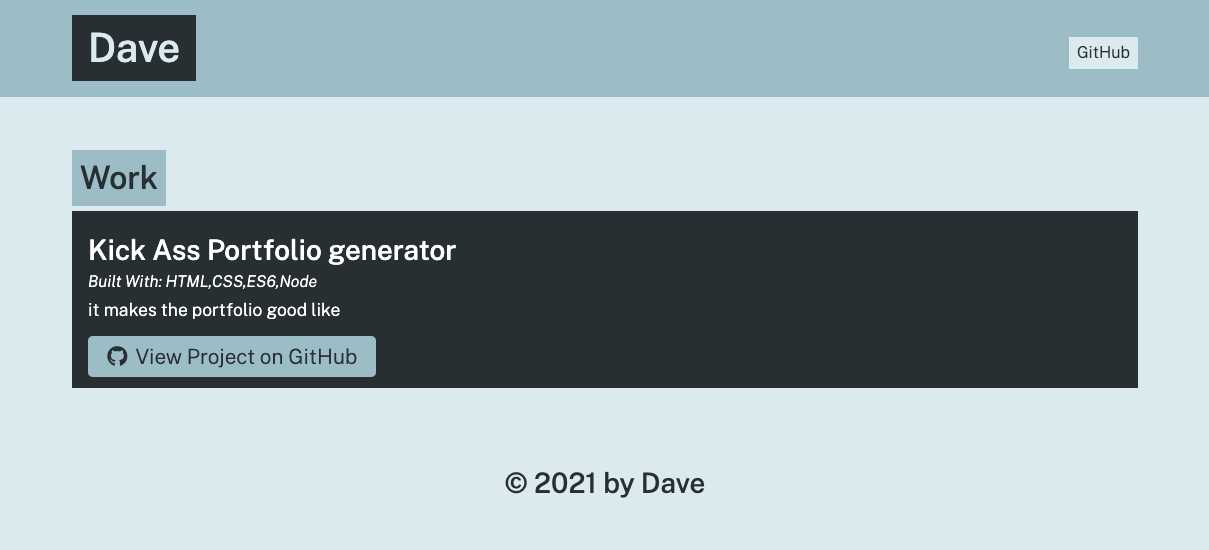 Dave
GitHub
Work
Kick Ass Portfolio generator
Built With: HTML,CSS,ES6,Node
it makes the portfolio good like
View Project on GitHub
© 2021 by Dave